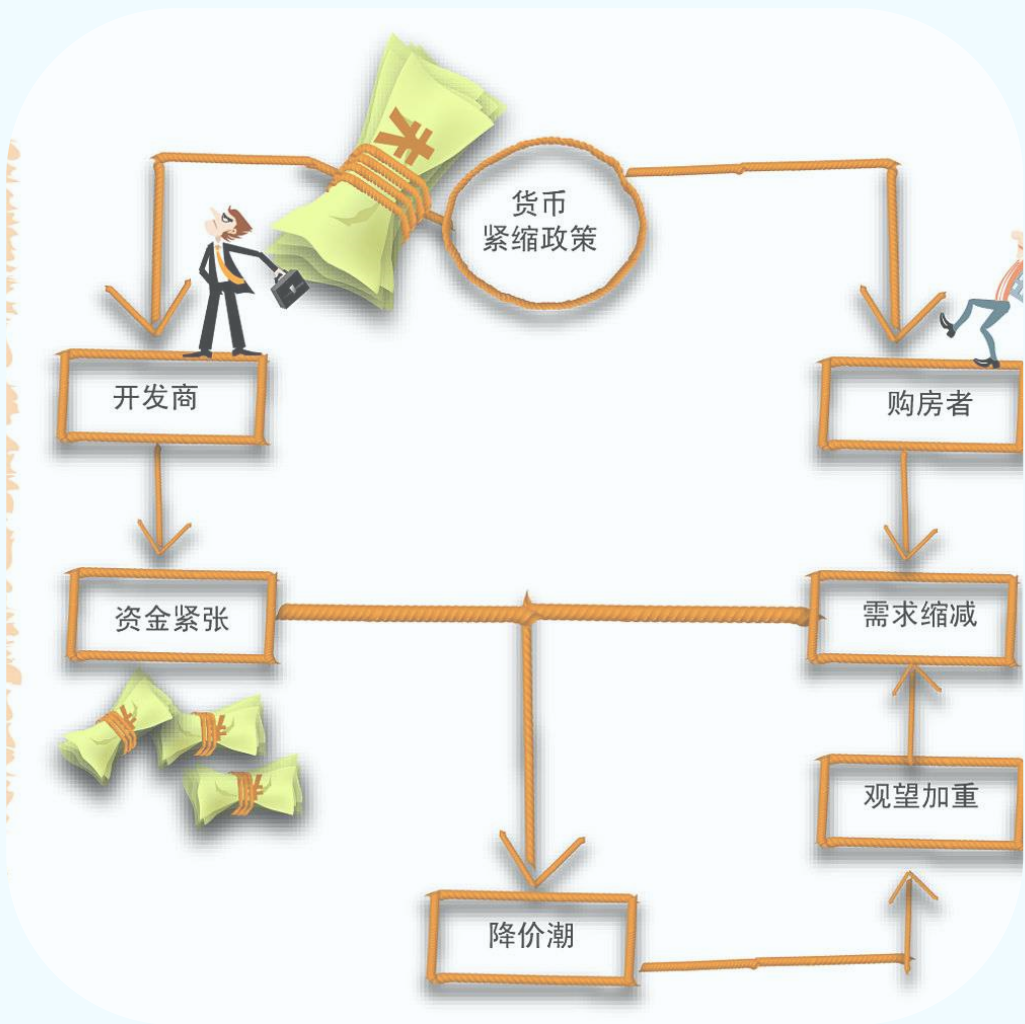 货币
紧缩政策
开发商
购房者
资金紧张
需求缩减
观望加重
降价潮